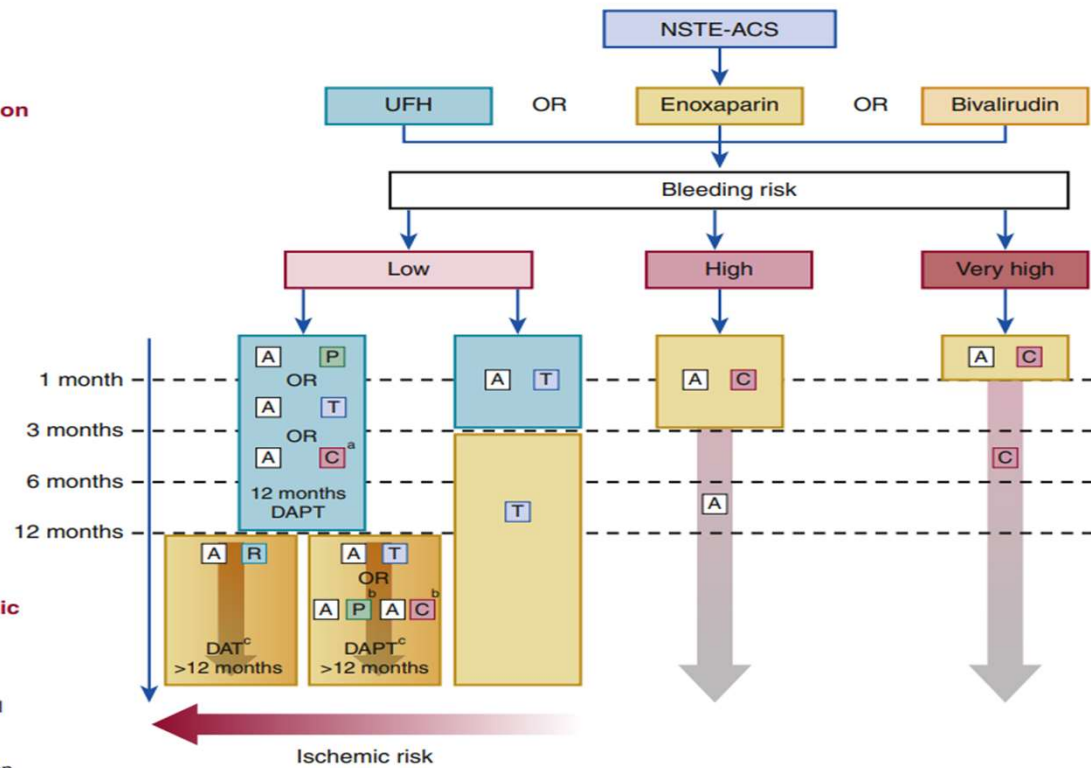 NSTE-ACS
on
UFH OR Enoxaparin OR Bivalirudin
Bleeding risk
Low High Very high
A P
1 month
OR
A T
A T
A C
A C
3 months
OR
A C a
C
6 months
12 months
DAPT
T
A
12 months
A R
A T
OR
A P b A C b
ic
DAT c
>12 months
DAPT c
>12 months
Ischemic risk